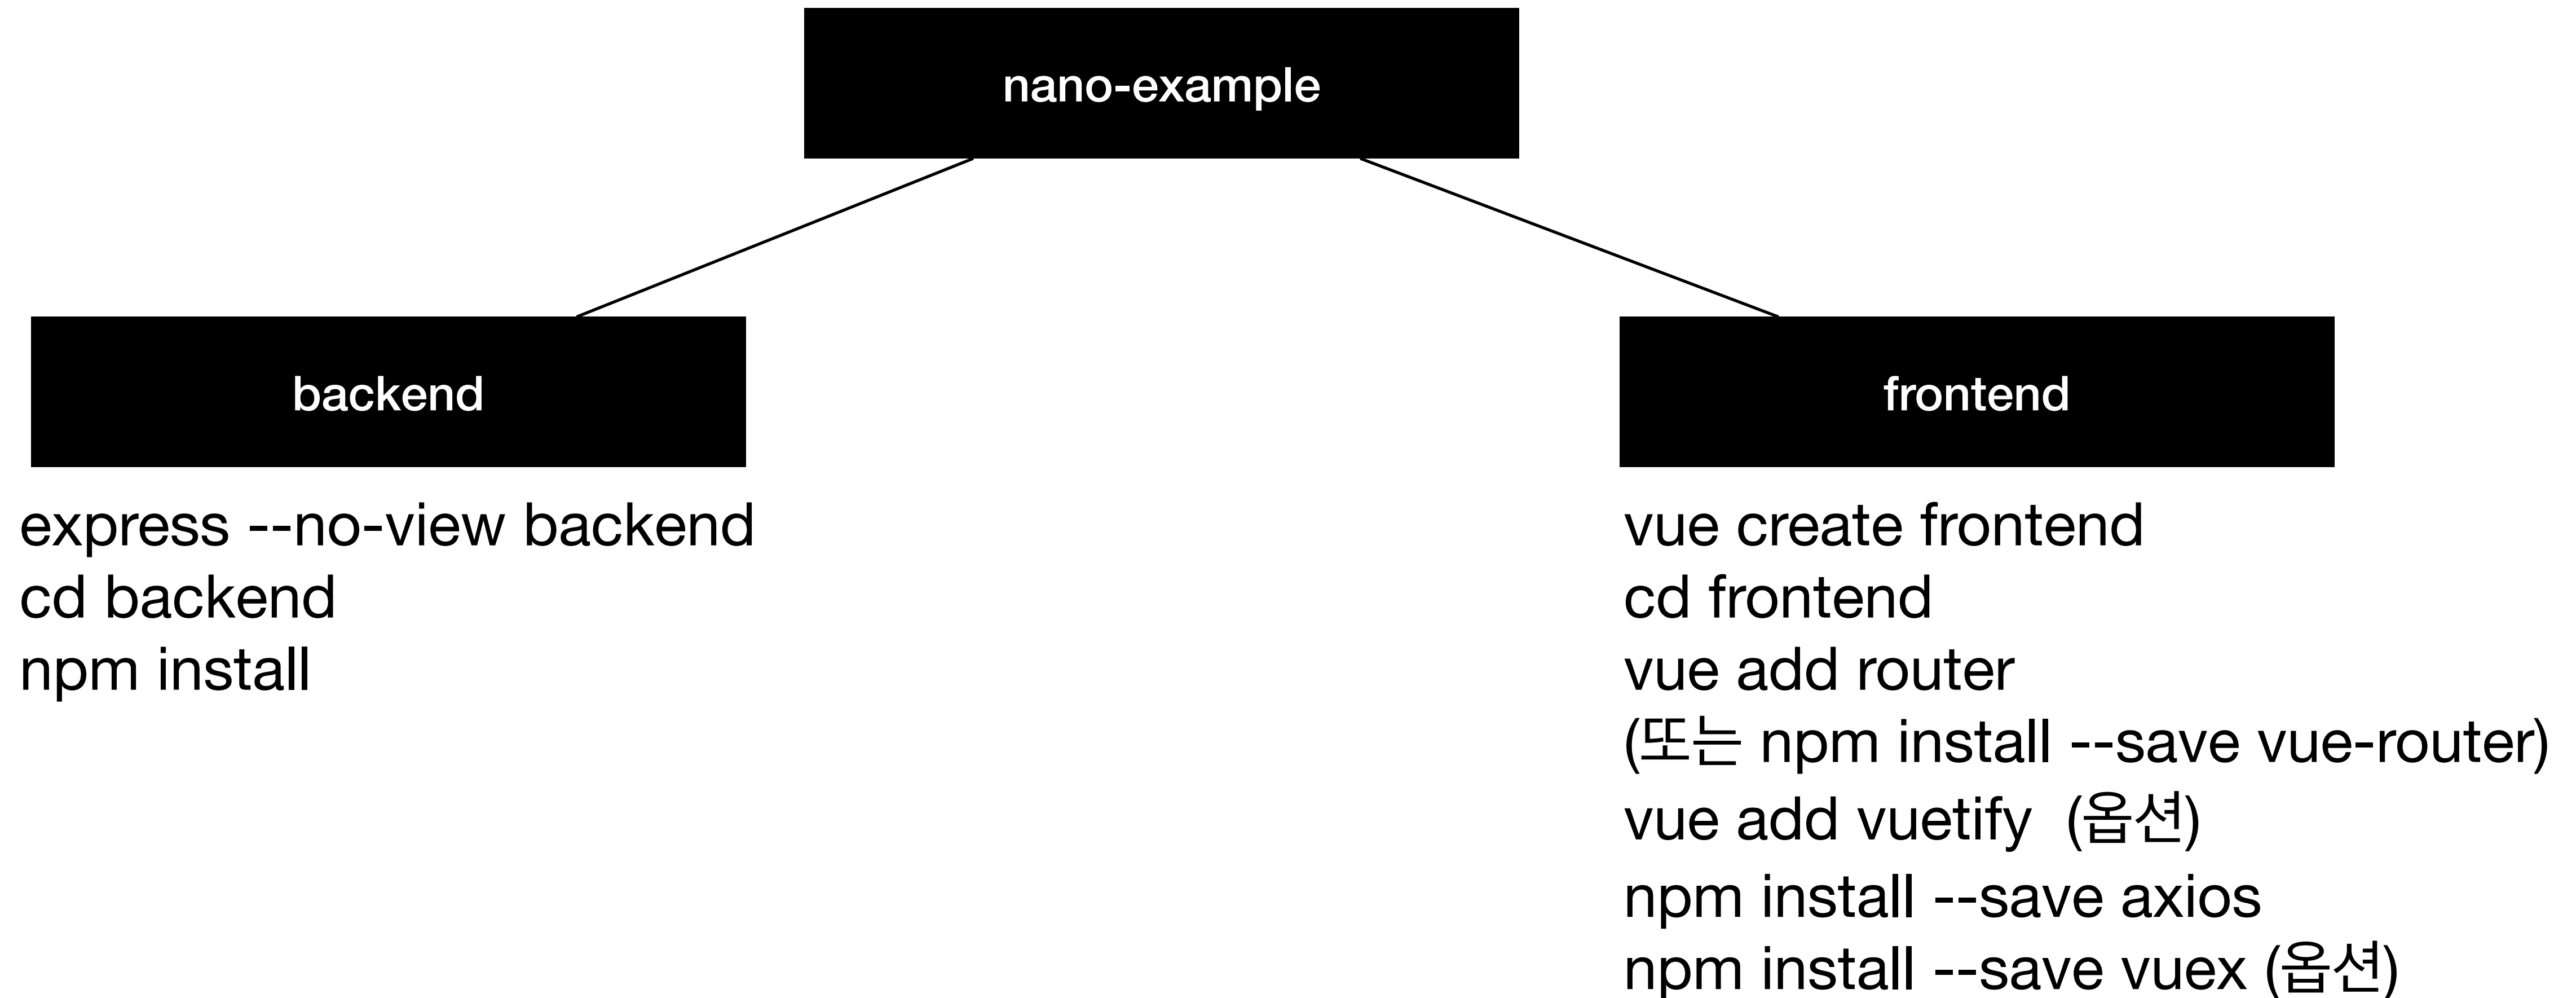 nano-example
backend
express --no-view backend
cd backend
npm install
frontend
vue create frontend
cd frontend
vue add router
(또는 npm install --save vue-router)
vue add vuetify  (옵션)
npm install --save axios
npm install --save vuex (옵션)